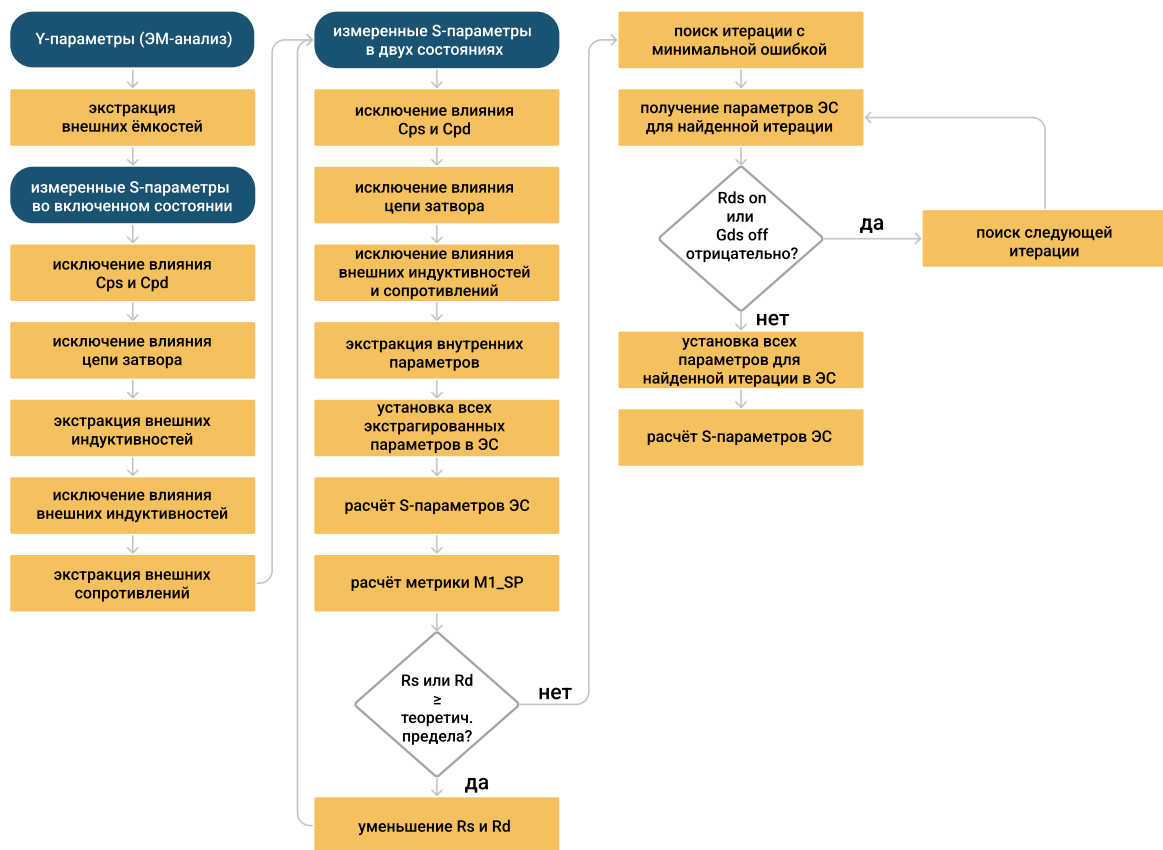 Y-параметры (ЭМ-анализ)
экстракция
внешних ёмкостей
измеренные S-параметры
во включенном состоянии
исключение влияния
Cps и Cpd
исключение влияния
цепи затвора
экстракция внешних
индуктивностей
исключение влияния
внешних индуктивностей
экстракция внешних
сопротивлений
измеренные S-параметры
в двух состояниях
исключение влияния
Cps и Cpd
исключение влияния
цепи затвора
исключение влияния
внешних индуктивностей
и сопротивлений
экстракция внутренних
параметров
установка всех
экстрагированных
параметров в ЭС
расчёт S-параметров ЭС
расчёт метрики M1_SP
Rs или Rd
≥
теоретич.
предела?
нет
да
уменьшение Rs и Rd
поиск итерации с
минимальной ошибкой
получение параметров ЭС
для найденной итерации
Rds on
или
Gds off
отрицательно?
да
поиск следующей
итерации
нет
установка всех
параметров для
найденной итерации в ЭС
расчёт S-параметров ЭС